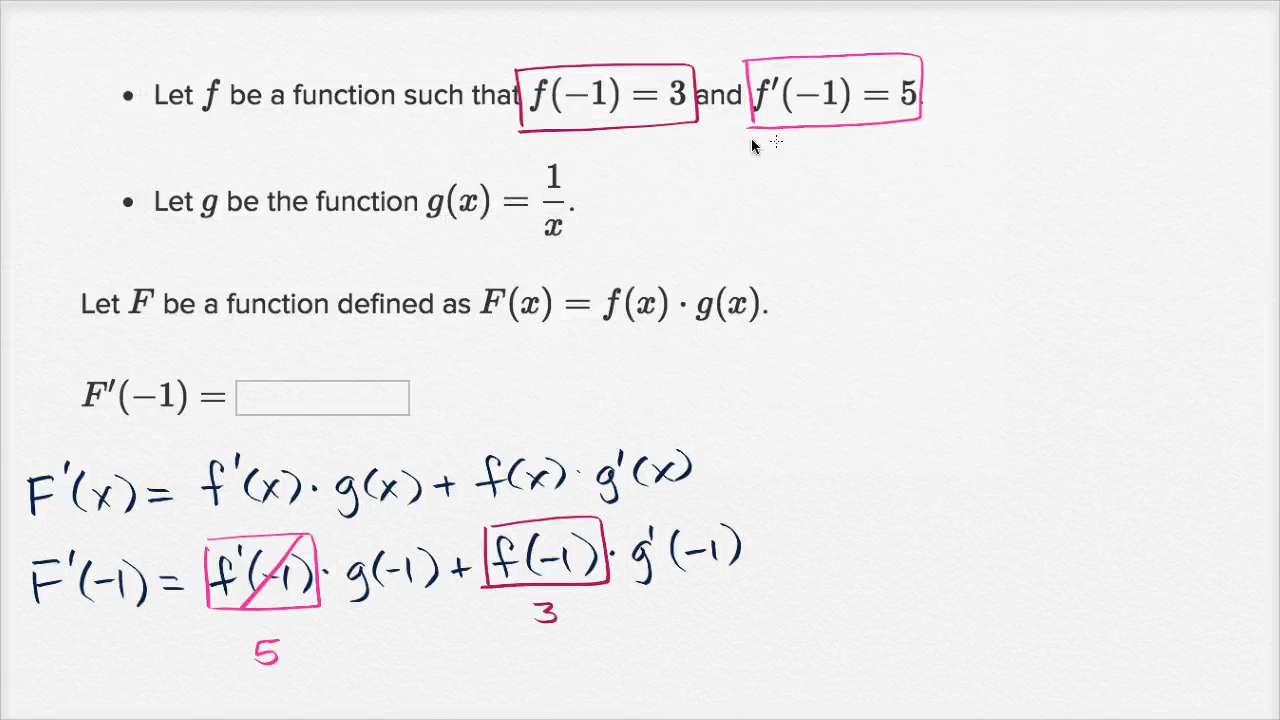 • Let f be a function such that f(−1) = 3 and f′(−1) = 5.
• Let g be the function g(x) = 1/x.
Let F be a function defined as F(x) = f(x) · g(x).
F′(−1) =
F'(x) = f'(x) · g(x) + f(x) · g'(x)
F'(-1) = f'(-1) · g(-1) + f(-1) · g'(-1)
5 3